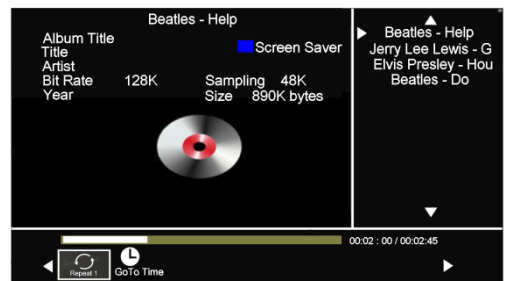 Beatles - Help
Album Title
Title
Screen Saver
Artist
Bit Rate 128K Sampling 48K
Year Size 890K bytes
Beatles - Help
Jerry Lee Lewis - G
Elvis Presley - Hou
Beatles - Do
00:02 : 00 / 00:02:45
Repeat 1
GoTo Time